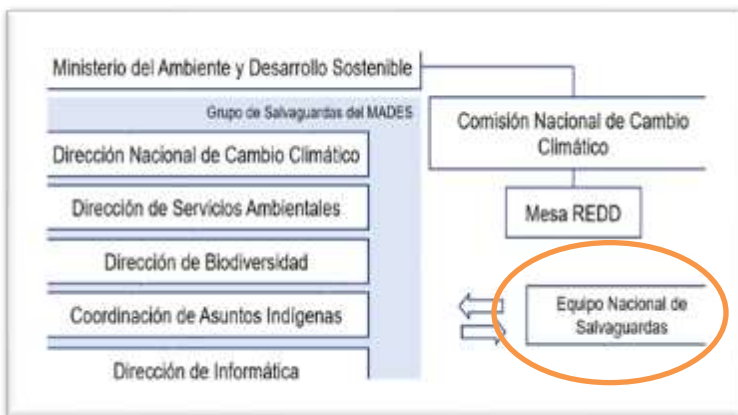 Ministerio del Ambiente y Desarrollo Sostenible
Grupo de Salvaguardas del MADES
Dirección Nacional de Cambio Climático
Dirección de Servicios Ambientales
Dirección de Biodiversidad
Coordinación de Asuntos Indígenas
Dirección de Informática
Comisión Nacional de Cambio
Climático
Mesa REDD
Equipo Nacional de
Salvaguardas